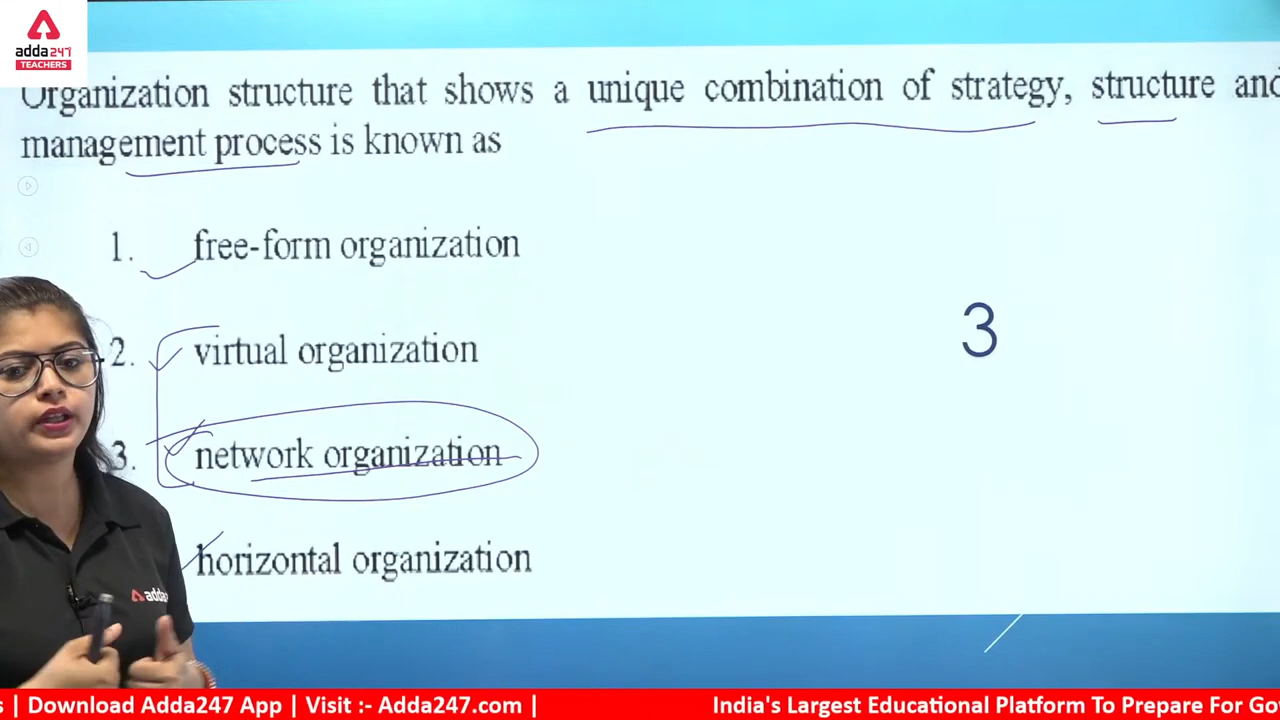 adda247
TEACHERS
Organization structure that shows a unique combination of strategy, structure and
management process is known as
1. free-form organization
2. virtual organization
3
3. network organization
horizontal organization
adda
| Download Adda247 App | Visit :- Adda247.com |
India's Largest Educational Platform To Prepare For Go